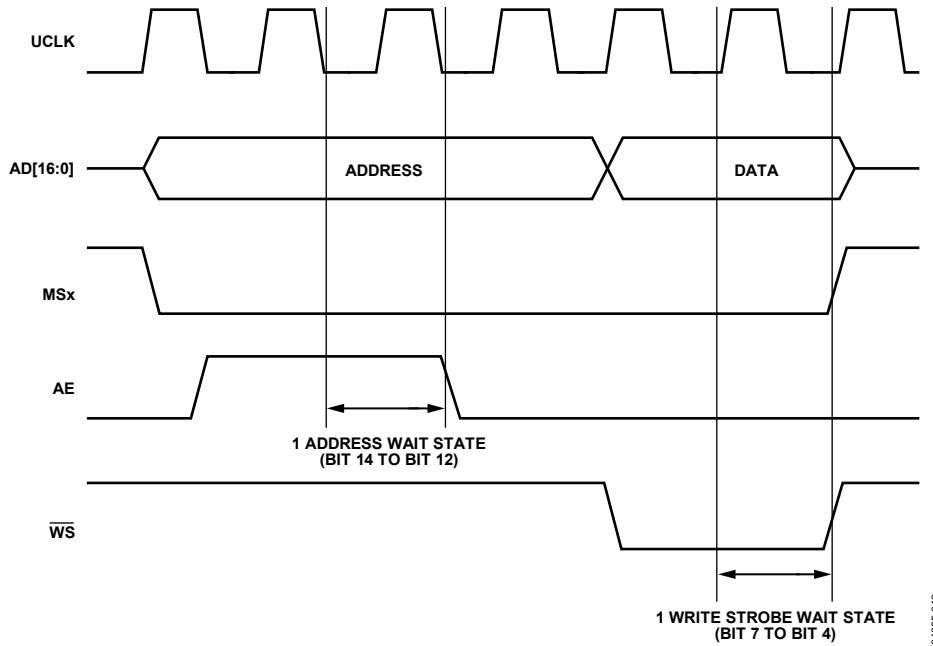 UCLK
AD[16:0]
ADDRESS
DATA
MSx
AE
1 ADDRESS WAIT STATE
(BIT 14 TO BIT 12)
WS
1 WRITE STROBE WAIT STATE
(BIT 7 TO BIT 4)